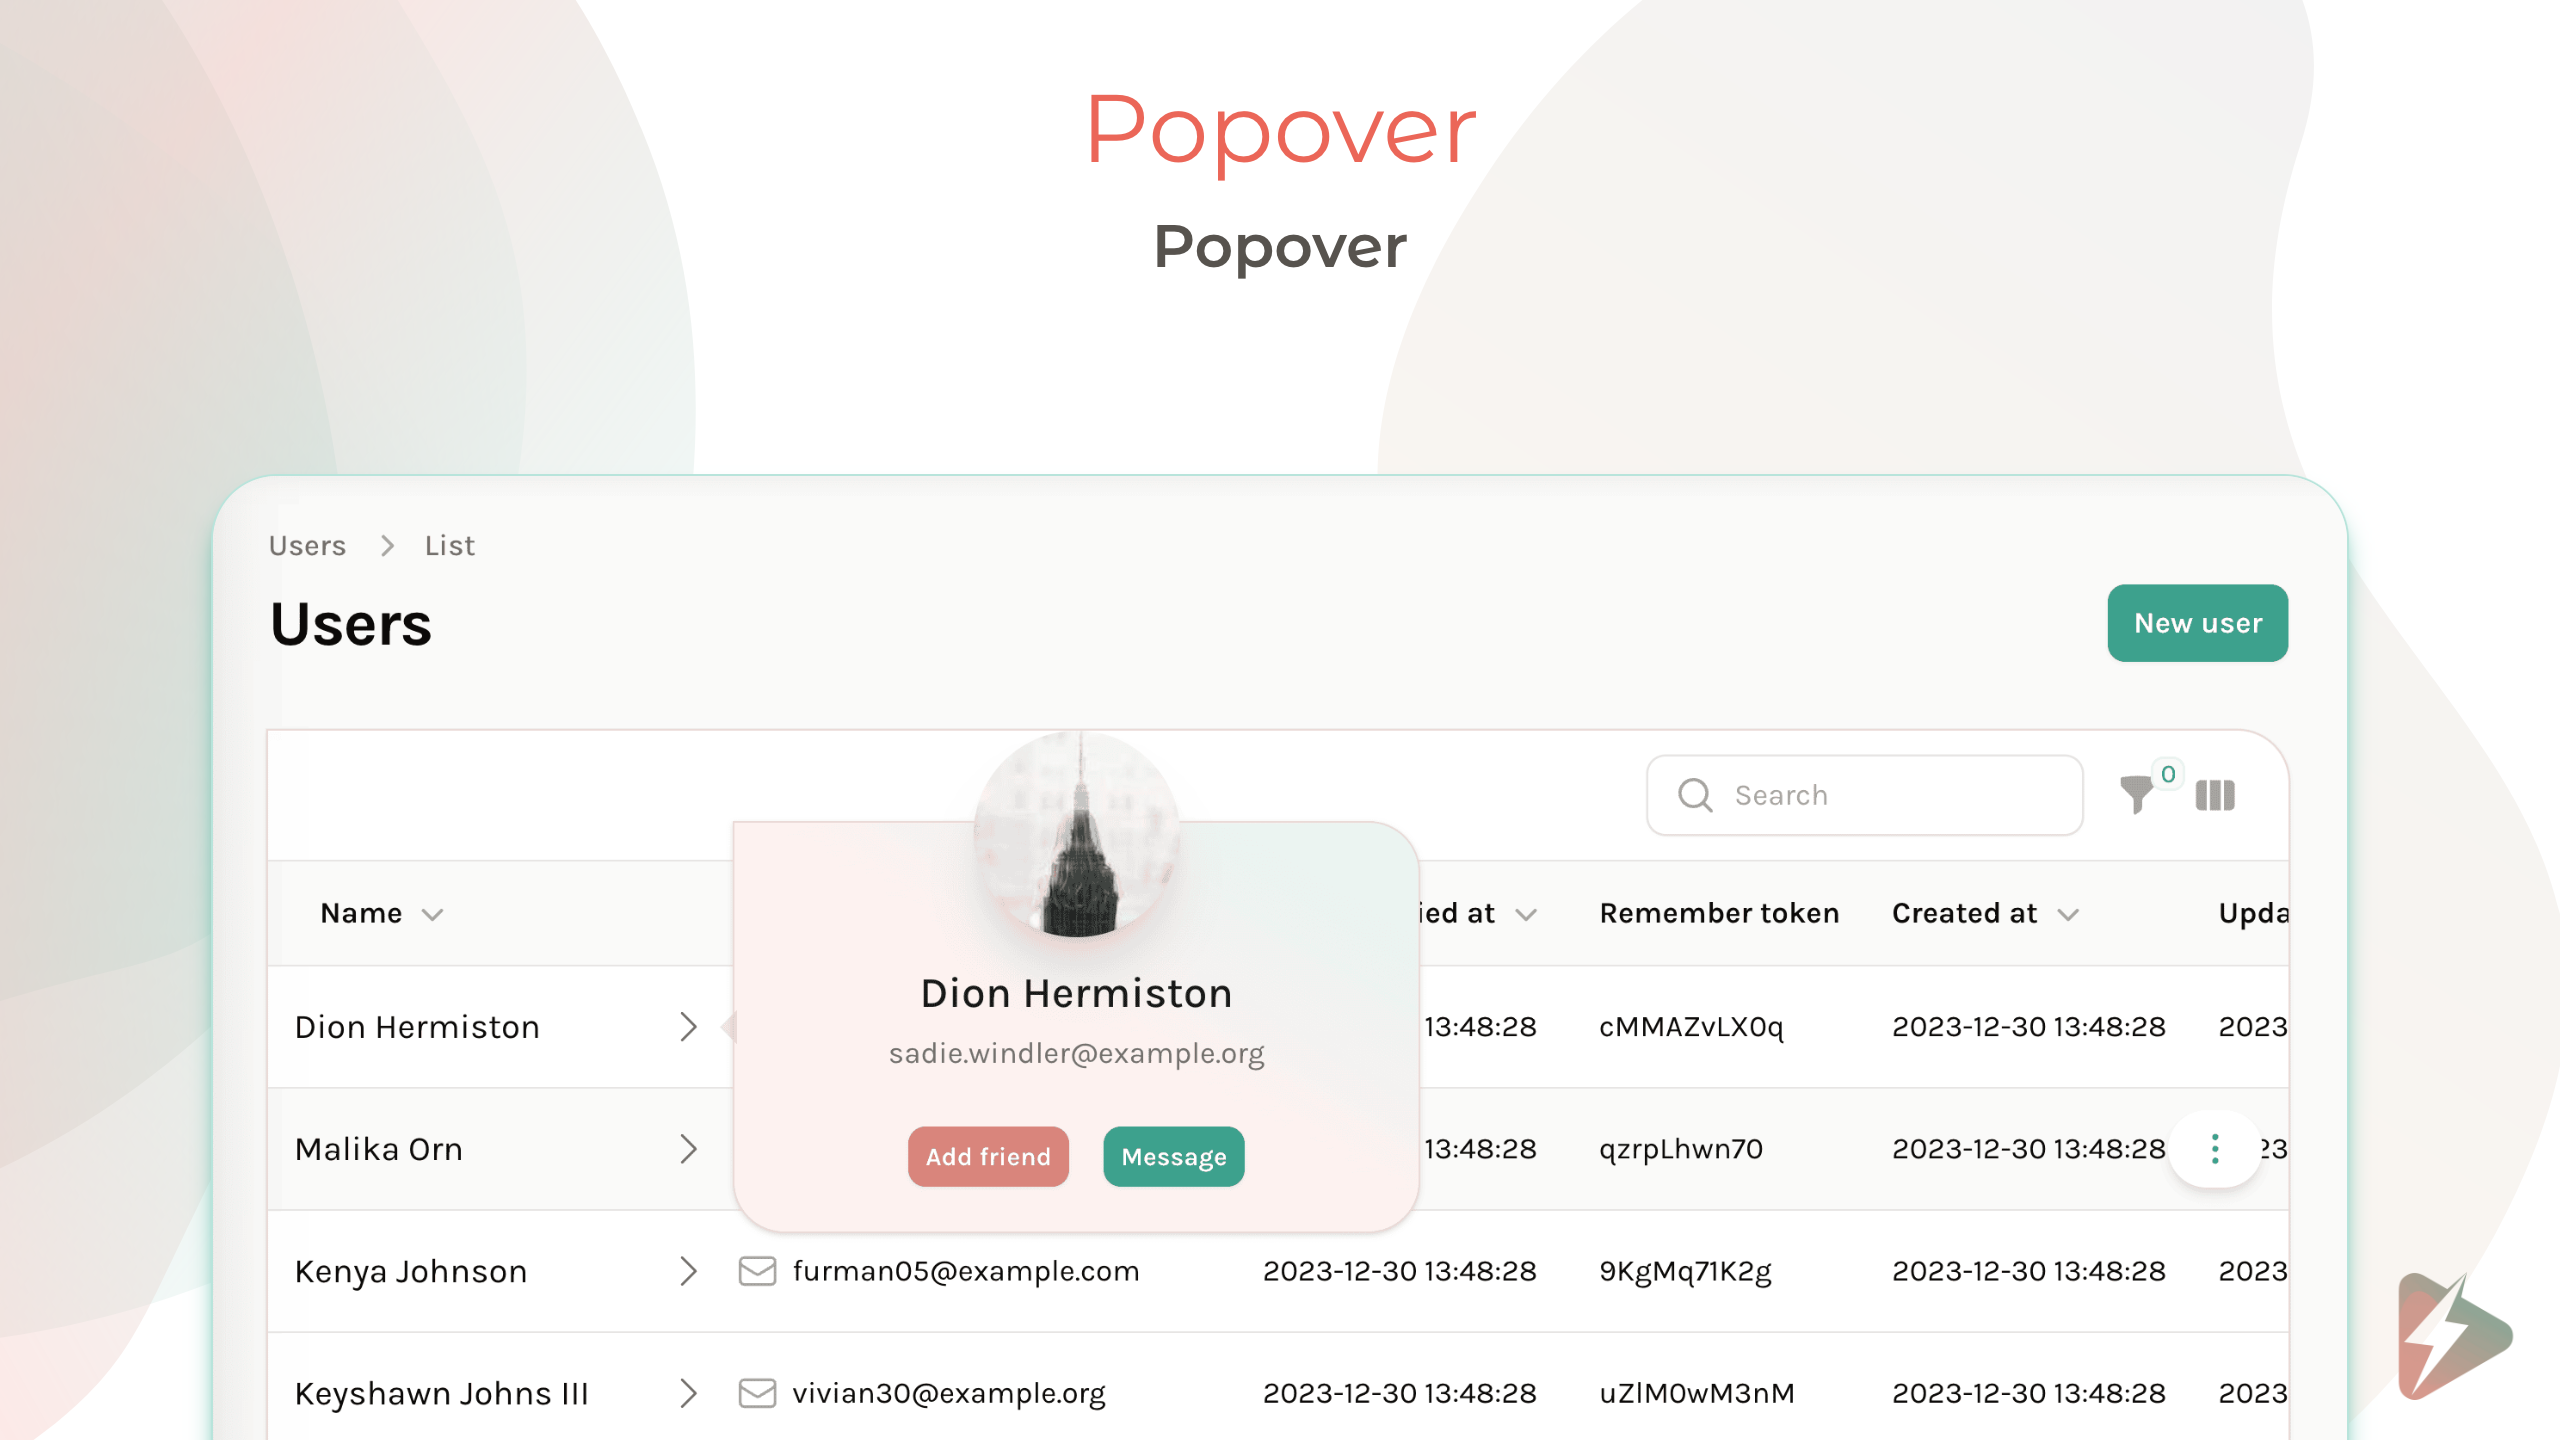 Popover
Popover
Users > List
Users
New user
Search
0
Name
ied at
Remember token
Created at
Upda
Dion Hermiston
sadie.windler@example.org
Add friend
Message
Dion Hermiston
13:48:28
cMMAZvLX0q
2023-12-30 13:48:28
2023
Malika Orn
13:48:28
qzrpLhwn70
2023-12-30 13:48:28
23
Kenya Johnson
furman05@example.com
2023-12-30 13:48:28
9KgMq71K2g
2023-12-30 13:48:28
2023
Keyshawn Johns III
vivian30@example.org
2023-12-30 13:48:28
uZlM0wM3nM
2023-12-30 13:48:28
2023